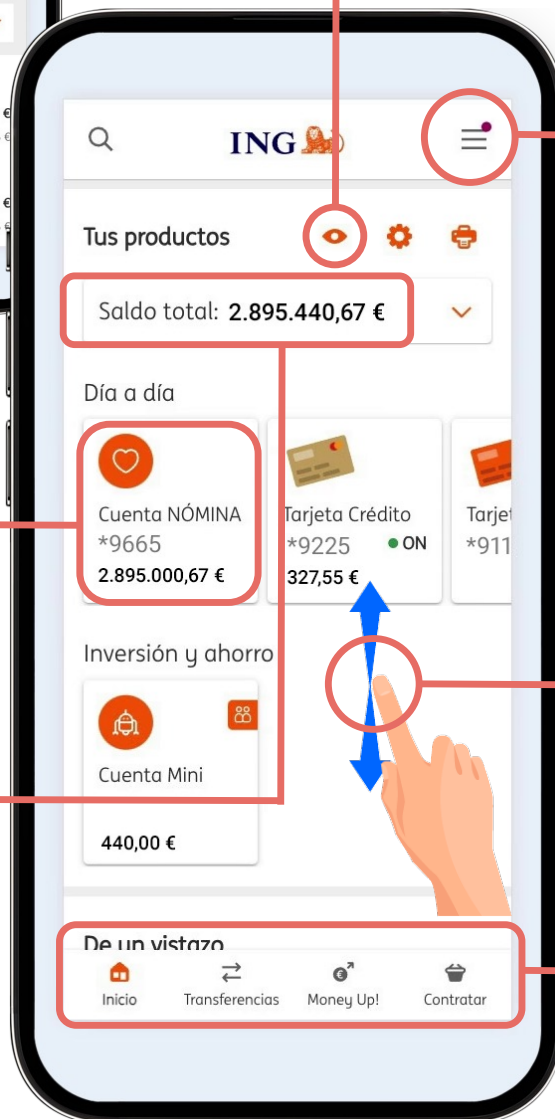 ING
Tus productos
Saldo total: 2.895.440,67 €
Día a día
Cuenta NÓMINA
*9665
2.895.000,67 €
Tarjeta Crédito
*9225 ON
327,55 €
Tarjet
*911
Inversión y ahorro
Cuenta Mini
440,00 €
De un vistazo
Inicio Transferencias Money Up! Contratar